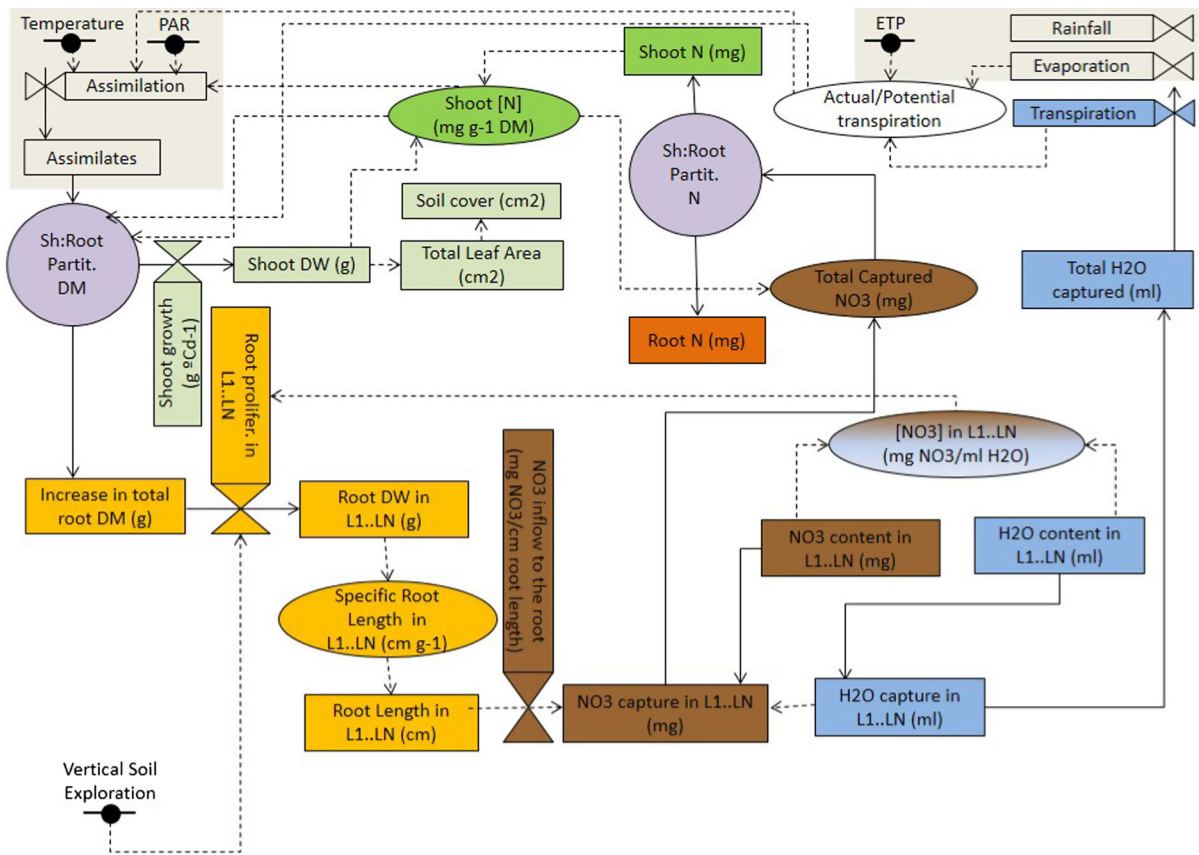 Temperature
PAR
ETP
Rainfall
Evaporation
Transpiration
Assimilation
Assimilates
Shoot N (mg)
Shoot [N]
(mg g-1 DM)
Actual/Potential
transpiration
Sh:Root
Partit.
N
Sh:Root
Partit.
DM
Soil cover (cm2)
Shoot DW (g)
Total Leaf Area
(cm2)
Total Captured
NO3 (mg)
Total H2O
captured (ml)
Root N (mg)
Shoot growth
(g ºCd-1)
Root prolifer. in
L1..LN
[NO3] in L1..LN
(mg NO3/ml H2O)
NO3 inflow to the root
(mg NO3/cm root length)
Increase in total
root DM (g)
Root DW in
L1..LN (g)
NO3 content in
L1..LN (mg)
H2O content in
L1..LN (ml)
Specific Root
Length in
L1..LN (cm g-1)
Root Length in
L1..LN (cm)
NO3 capture in L1..LN
(mg)
H2O capture in
L1..LN (ml)
Vertical Soil
Exploration